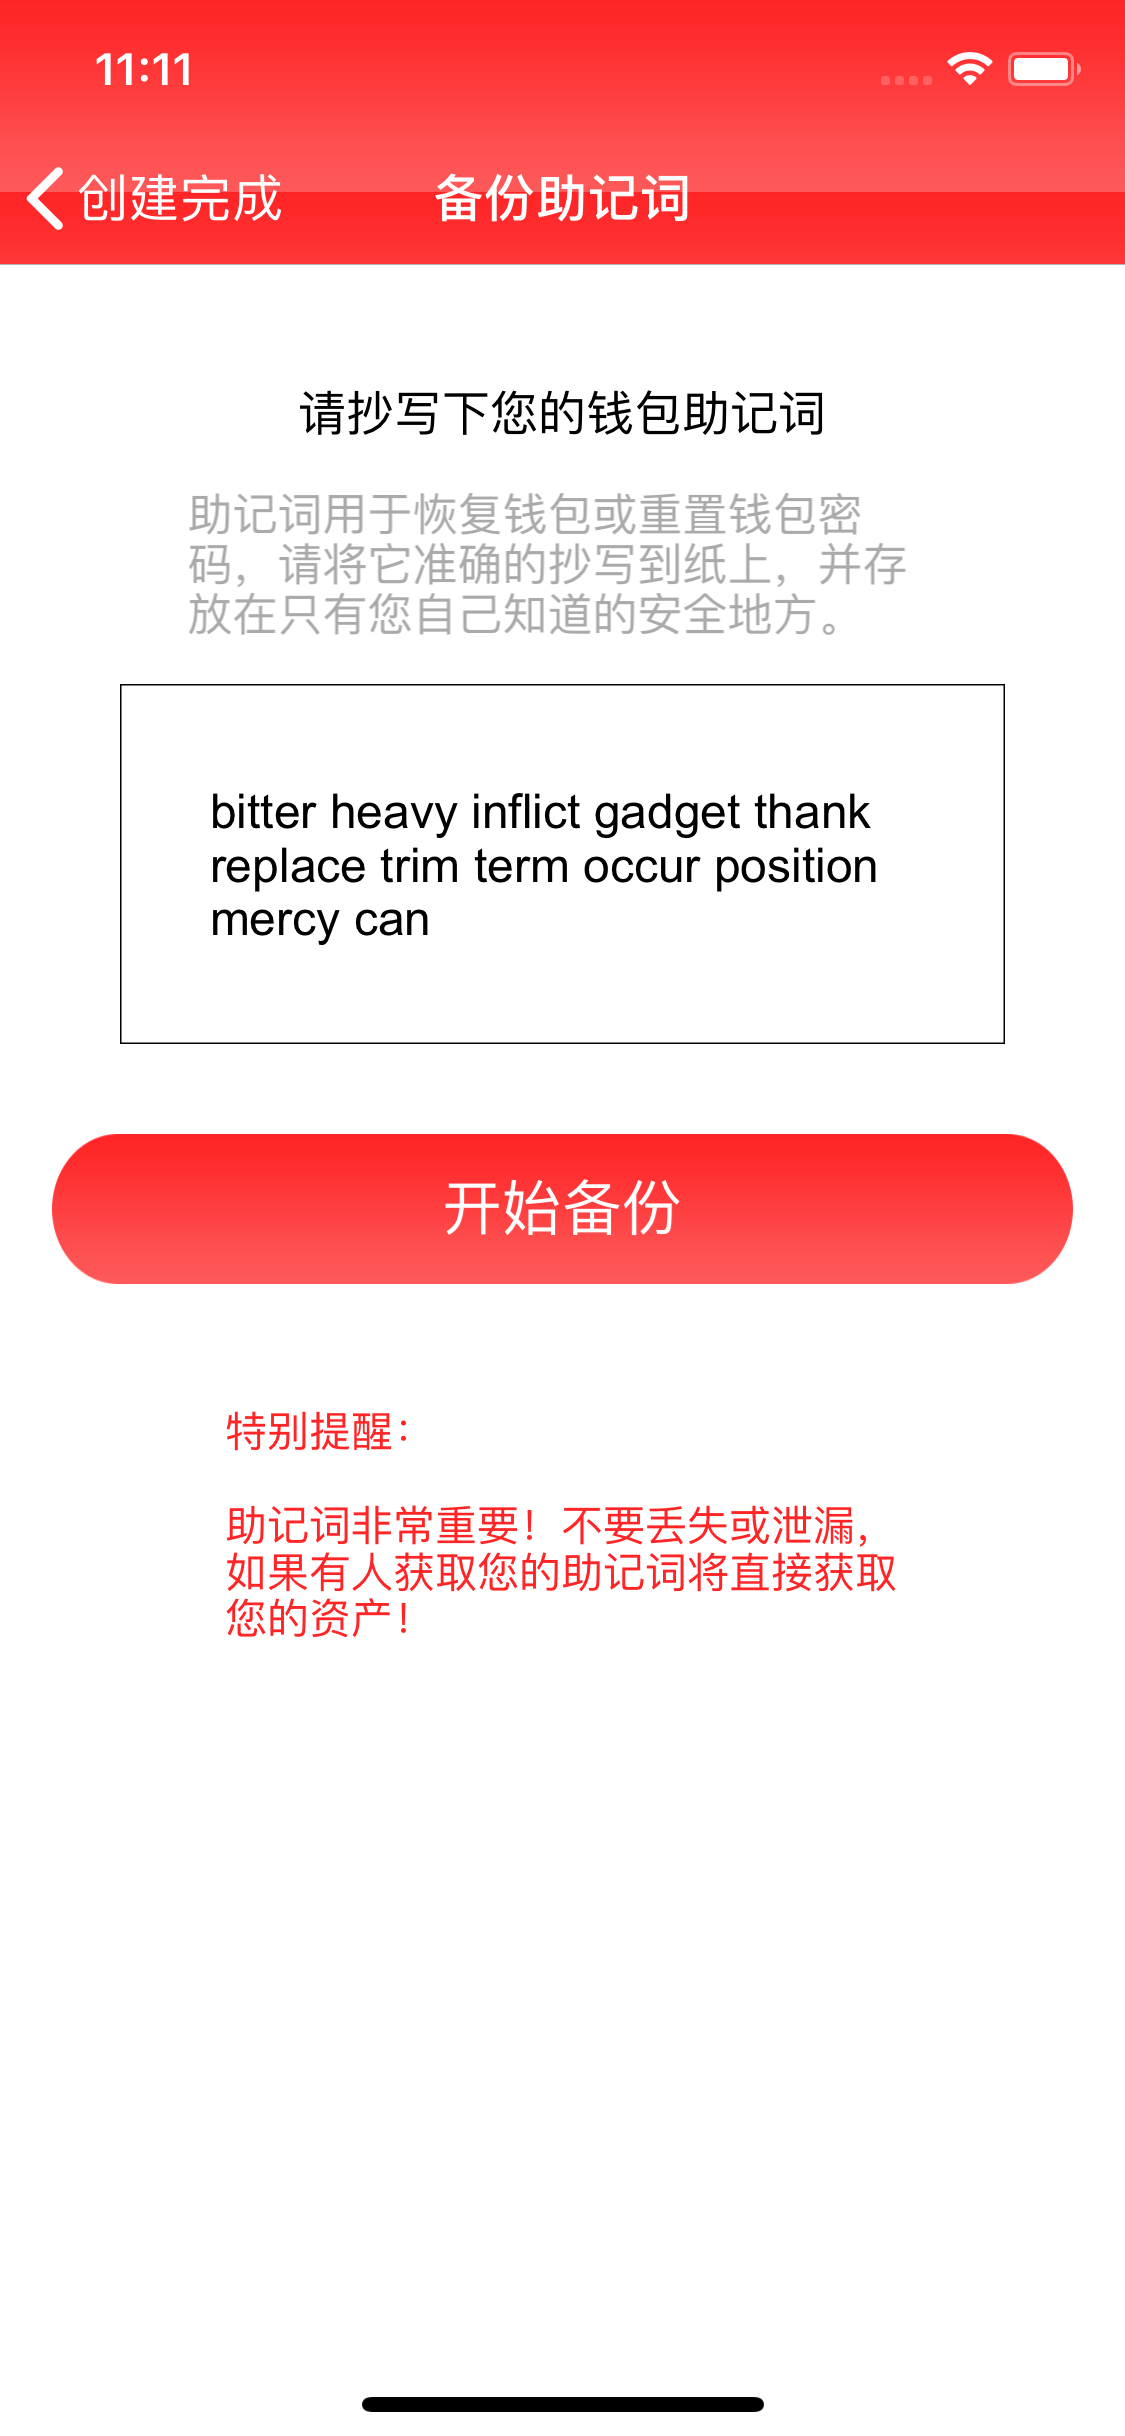 11:11
创建完成
备份助记词
请抄写下您的钱包助记词
助记词用于恢复钱包或重置钱包密
码，请将它准确的抄写到纸上，并存
放在只有您自己知道的安全地方。
bitter heavy inflict gadget thank
replace trim term occur position
mercy can
开始备份
特别提醒：
助记词非常重要！不要丢失或泄漏，
如果有人获取您的助记词将直接获取
您的资产！